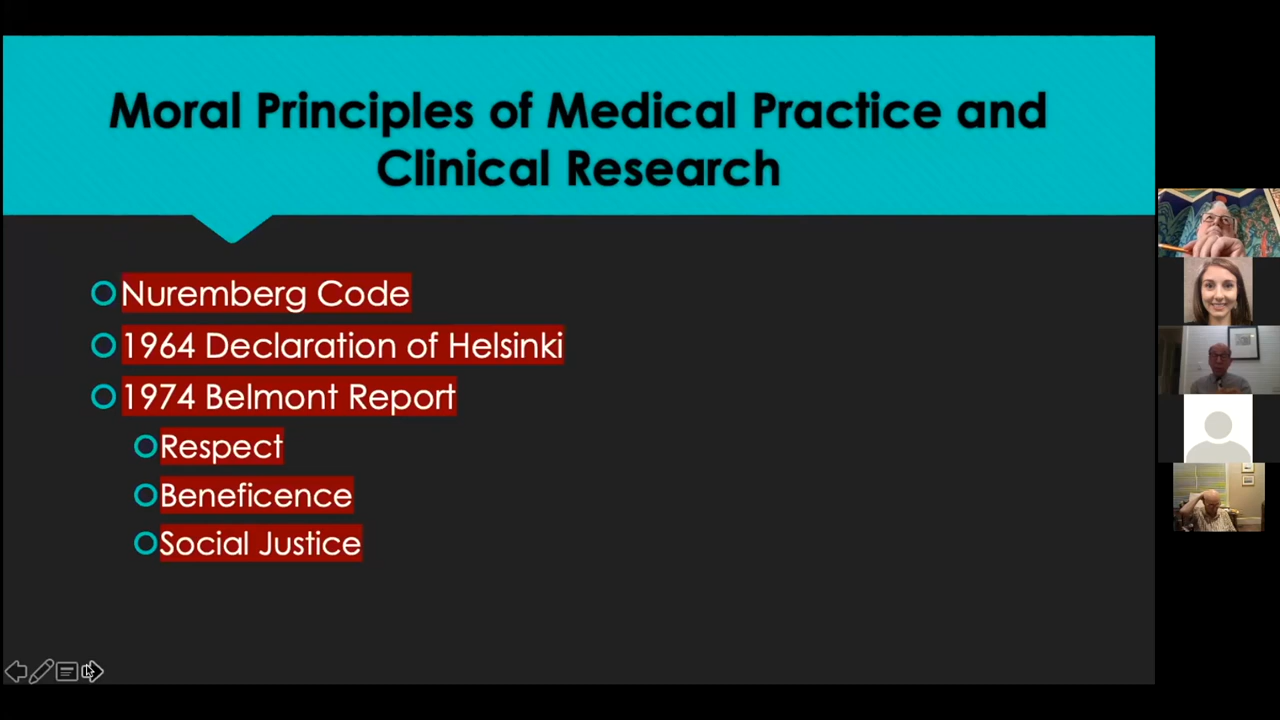 Moral Principles of Medical Practice and
Clinical Research
Nuremberg Code
1964 Declaration of Helsinki
1974 Belmont Report
Respect
Beneficence
Social Justice